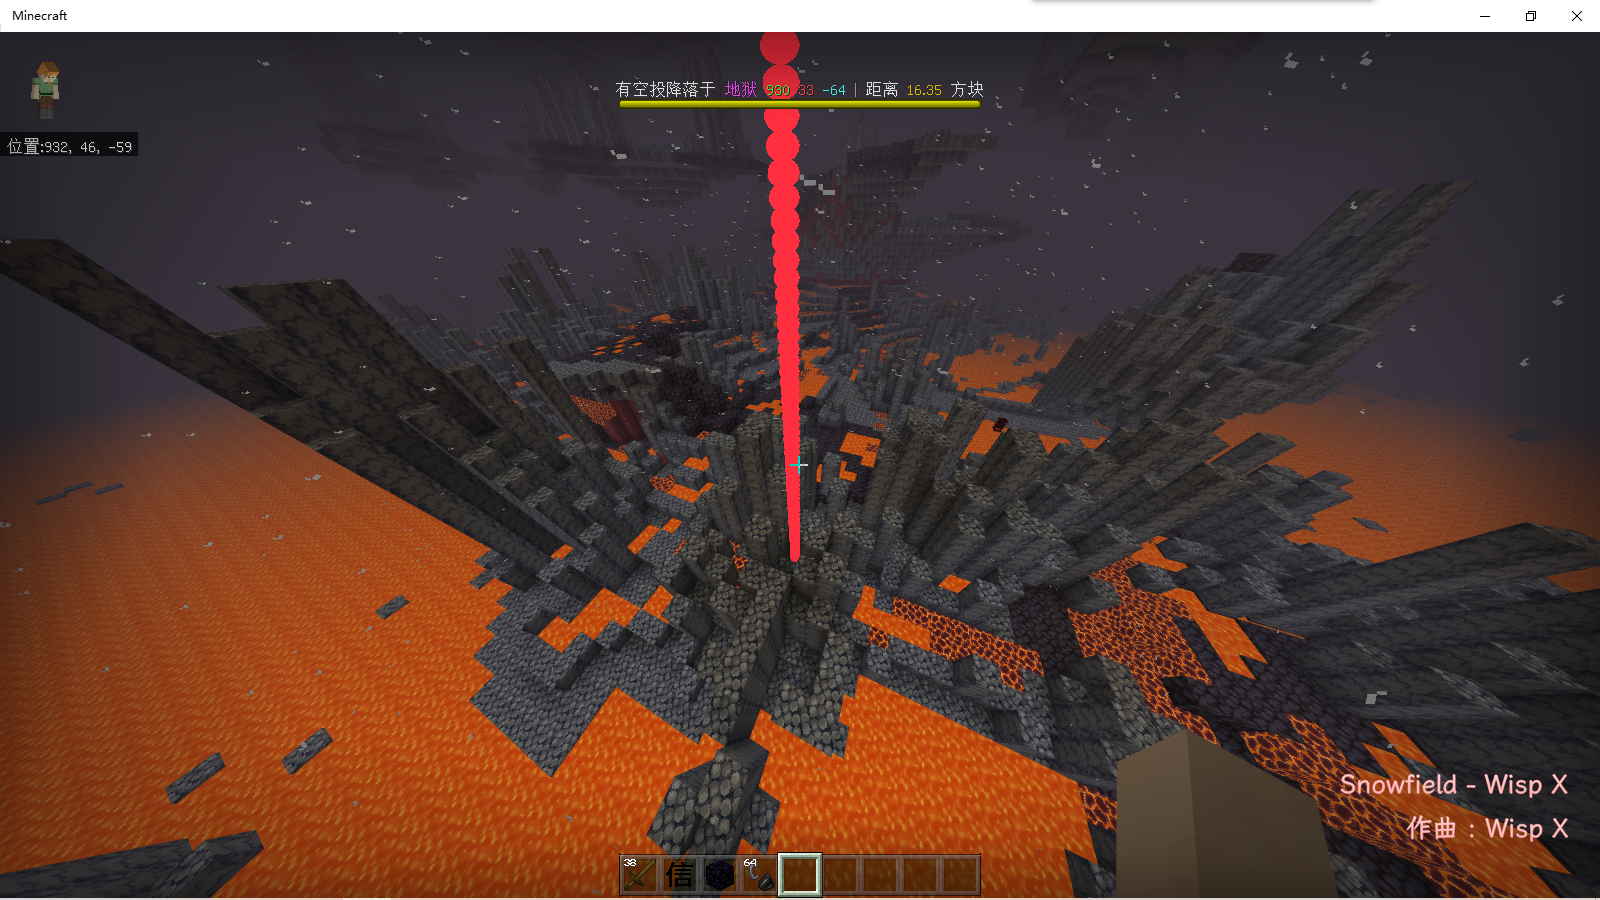 Minecraft
有空投降落于 地狱 930 33 -64 | 距离 16.35 方块
位置:932, 46, -59
Snowfield - Wisp X
作曲 : Wisp X
38 信 64